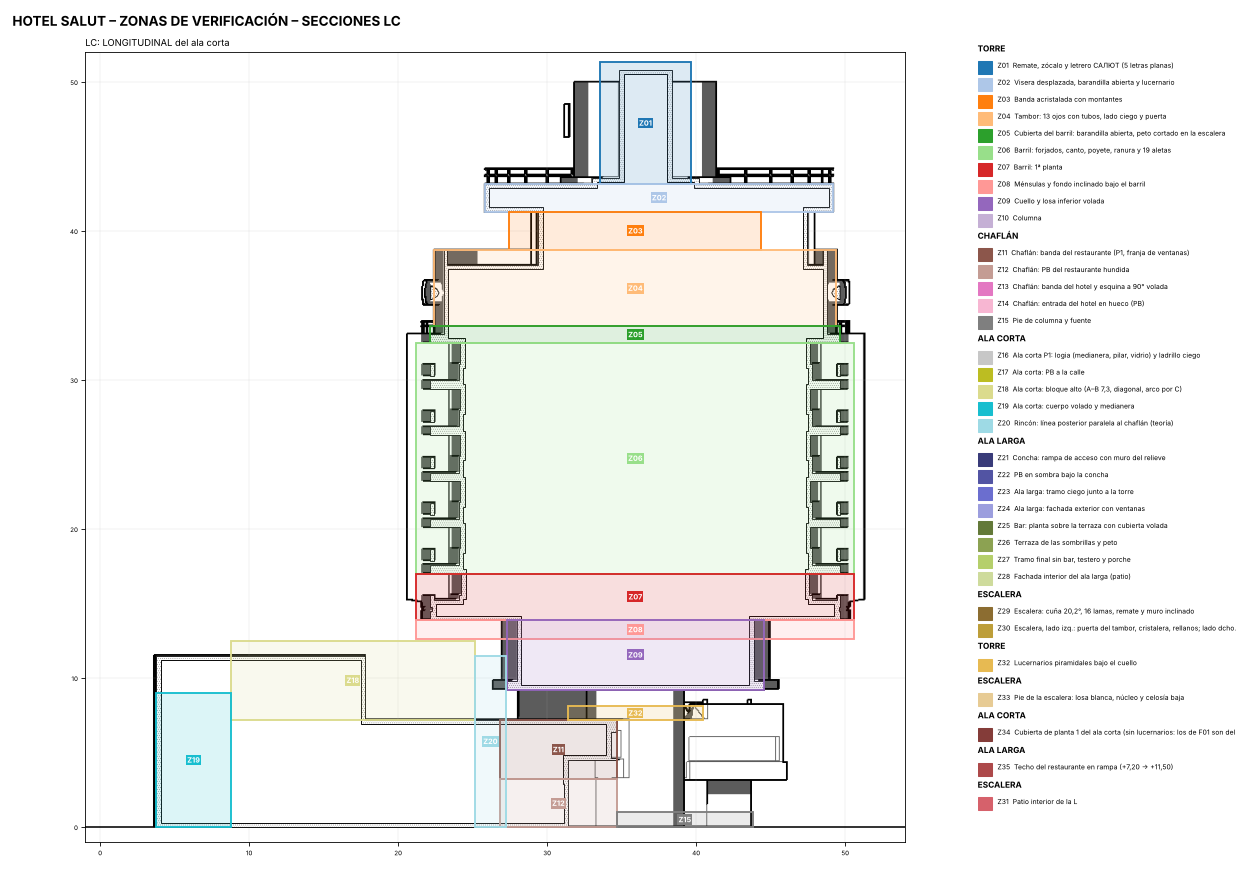 HOTEL SALUT – ZONAS DE VERIFICACIÓN – SECCIONES LC
LC: LONGITUDINAL del ala corta
50
40
30
20
10
0
0
10
20
30
40
50
Z01
Z02
Z03
Z04
Z05
Z06
Z07
Z08
Z09
Z18
Z32
Z20
Z11
Z19
Z12
Z15
TORRE
Z01 Remate, zócalo y letrero САЛЮТ (5 letras planas)
Z02 Visera desplazada, barandilla abierta y lucernario
Z03 Banda acristalada con montantes
Z04 Tambor: 13 ojos con tubos, lado ciego y puerta
Z05 Cubierta del barril: barandilla abierta, peto cortado en la escalera
Z06 Barril: forjados, canto, poyete, ranura y 19 aletas
Z07 Barril: 1ª planta
Z08 Ménsulas y fondo inclinado bajo el barril
Z09 Cuello y losa inferior volada
Z10 Columna
CHAFLÁN
Z11 Chaflán: banda del restaurante (P1, franja de ventanas)
Z12 Chaflán: PB del restaurante hundida
Z13 Chaflán: banda del hotel y esquina a 90° volada
Z14 Chaflán: entrada del hotel en hueco (PB)
Z15 Pie de columna y fuente
ALA CORTA
Z16 Ala corta P1: logia (medianera, pilar, vidrio) y ladrillo ciego
Z17 Ala corta: PB a la calle
Z18 Ala corta: bloque alto (A–B 7,3, diagonal, arco por C)
Z19 Ala corta: cuerpo volado y medianera
Z20 Rincón: línea posterior paralela al chaflán (teoría)
ALA LARGA
Z21 Concha: rampa de acceso con muro del relieve
Z22 PB en sombra bajo la concha
Z23 Ala larga: tramo ciego junto a la torre
Z24 Ala larga: fachada exterior con ventanas
Z25 Bar: planta sobre la terraza con cubierta volada
Z26 Terraza de las sombrillas y peto
Z27 Tramo final sin bar, testero y porche
Z28 Fachada interior del ala larga (patio)
ESCALERA
Z29 Escalera: cuña 20,2°, 16 lamas, remate y muro inclinado
Z30 Escalera, lado izq.: puerta del tambor, cristalera, rellanos; lado dcho.
TORRE
Z32 Lucernarios piramidales bajo el cuello
ESCALERA
Z33 Pie de la escalera: losa blanca, núcleo y celosía baja
ALA CORTA
Z34 Cubierta de planta 1 del ala corta (sin lucernarios: los de F01 son del
ALA LARGA
Z35 Techo del restaurante en rampa (+7,20 → +11,50)
ESCALERA
Z31 Patio interior de la L